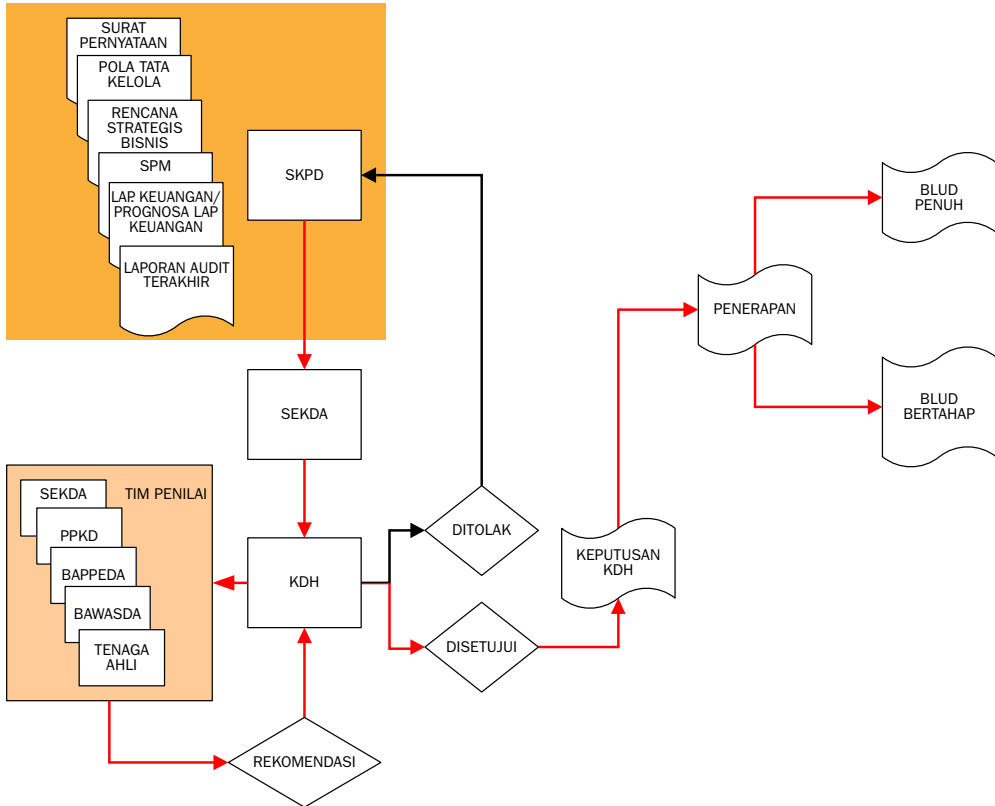 SURAT
PERNYATAAN
POLA TATA
KELOLA
RENCANA
STRATEGIS
BISNIS
SPM
LAP. KEUANGAN/
PROGNOSA LAP
KEUANGAN
LAPORAN AUDIT
TERAKHIR
SKPD
SEKDA
TIM PENILAI
SEKDA
PPKD
BAPPEDA
BAWASDA
TENAGA
AHLI
KDH
REKOMENDASI
DITOLAK
DISETUJUI
KEPUTUSAN
KDH
PENERAPAN
BLUD
PENUH
BLUD
BERTAHAP